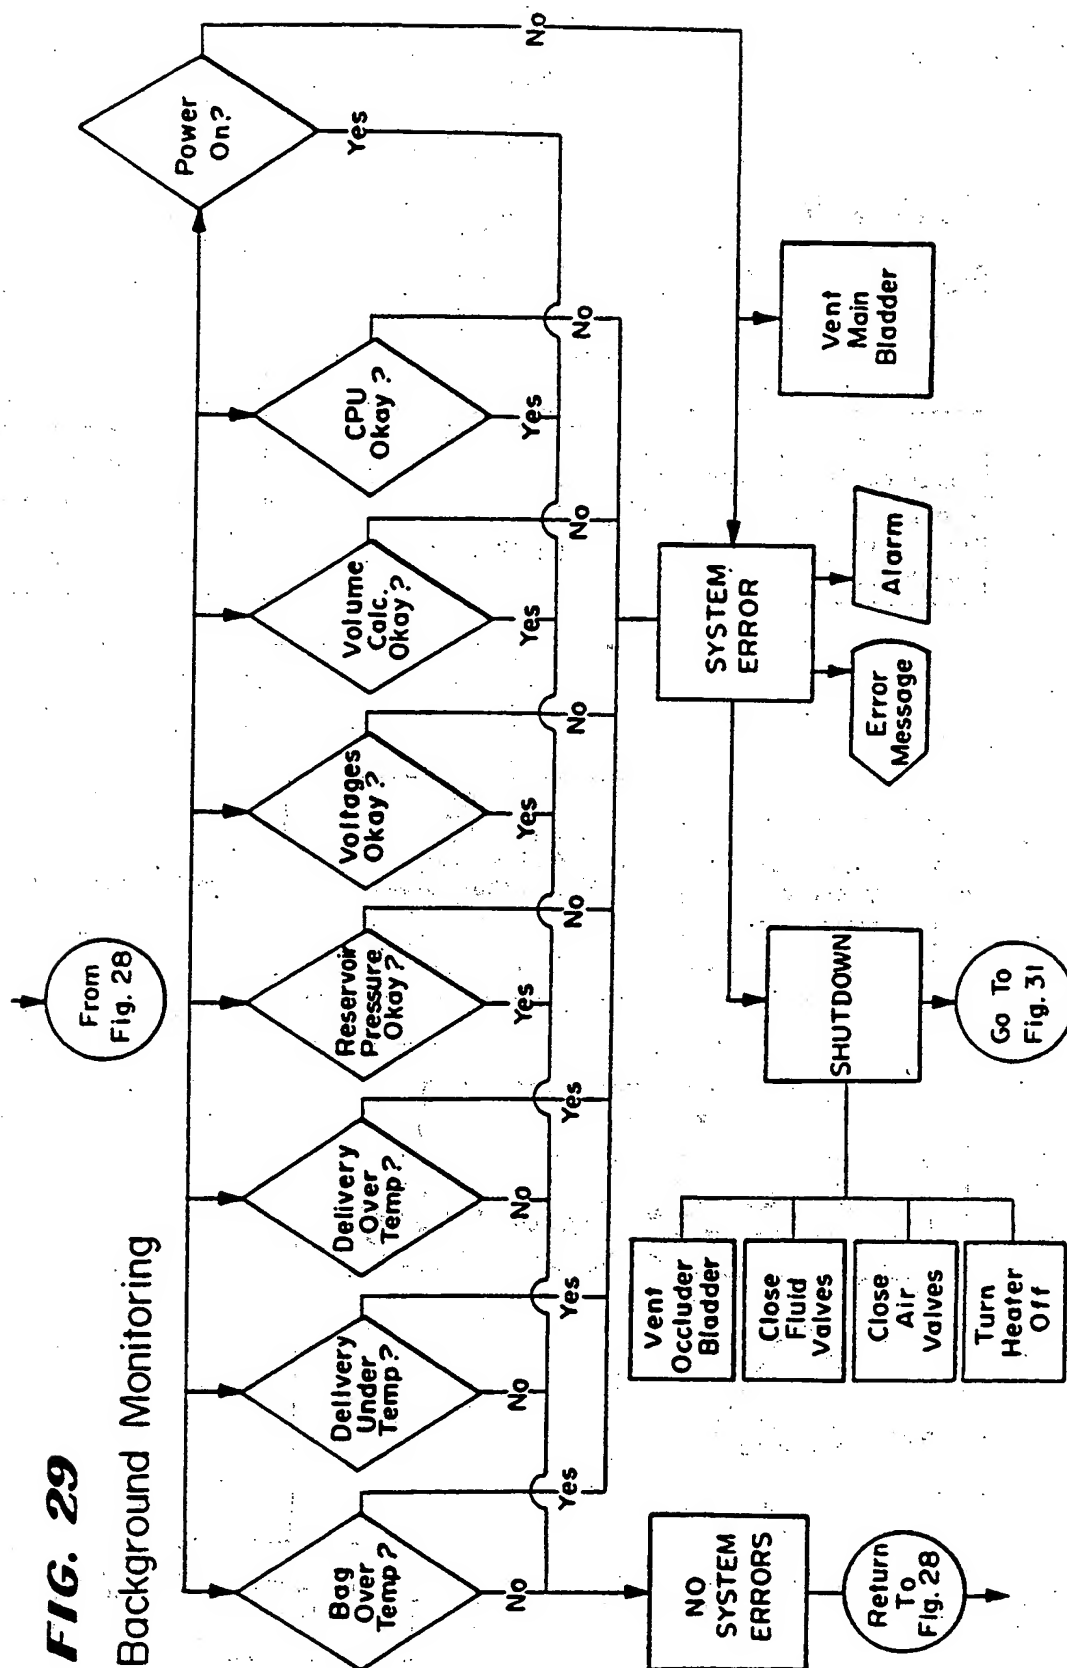 FIG. 29
Background Monitoring
From
Fig. 28
Bag
Over
Temp?
No
Yes
Delivery
Under
Temp?
No
Yes
Delivery
Over
Temp?
No
Yes
Reservoir
Pressure
Okay?
Yes
No
Voltages
Okay?
Yes
No
Volume
Calc.
Okay?
Yes
No
CPU
Okay?
Yes
No
Power
On?
Yes
No
NO
SYSTEM
ERRORS
Return
To
Fig. 28
SYSTEM
ERROR
Error
Message
Alarm
Vent
Main
Bladder
SHUTDOWN
Go To
Fig. 31
Vent
Occluder
Bladder
Close
Fluid
Valves
Close
Air
Valves
Turn
Heater
Off